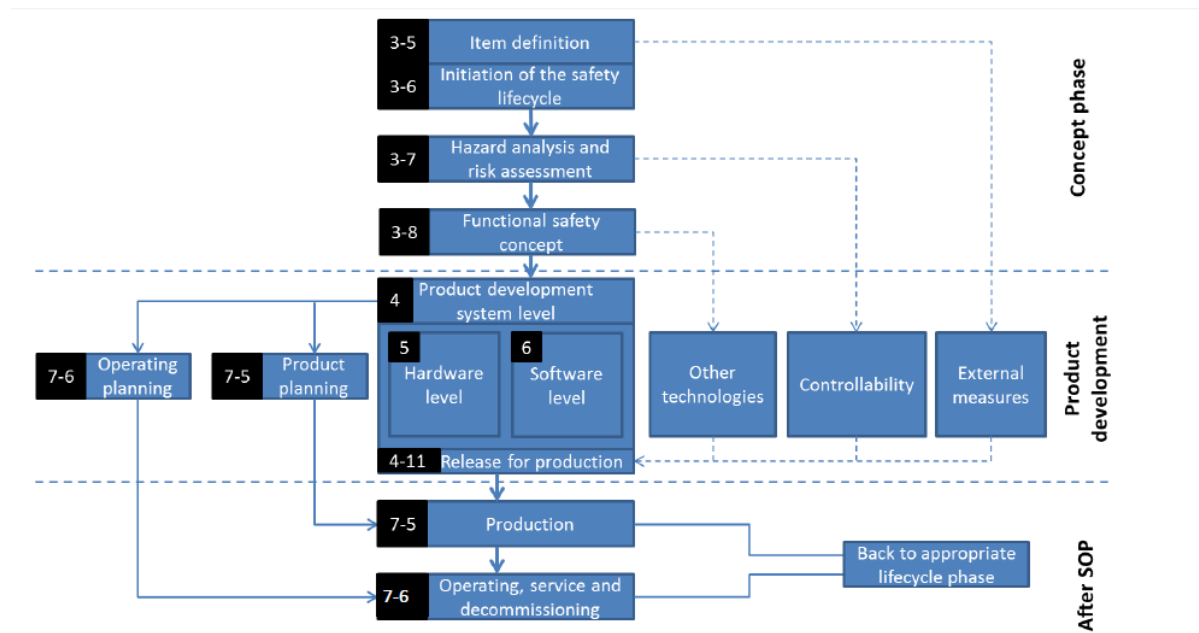 3-5
Item definition
3-6
Initiation of the safety
lifecycle
3-7
Hazard analysis and
risk assessment
3-8
Functional safety
concept
Concept phase
4
Product development
system level
5
Hardware
level
6
Software
level
7-6
Operating
planning
7-5
Product
planning
Other
technologies
Controllability
External
measures
4-11
Release for production
Product
development
7-5
Production
7-6
Operating, service and
decommissioning
Back to appropriate
lifecycle phase
After SOP